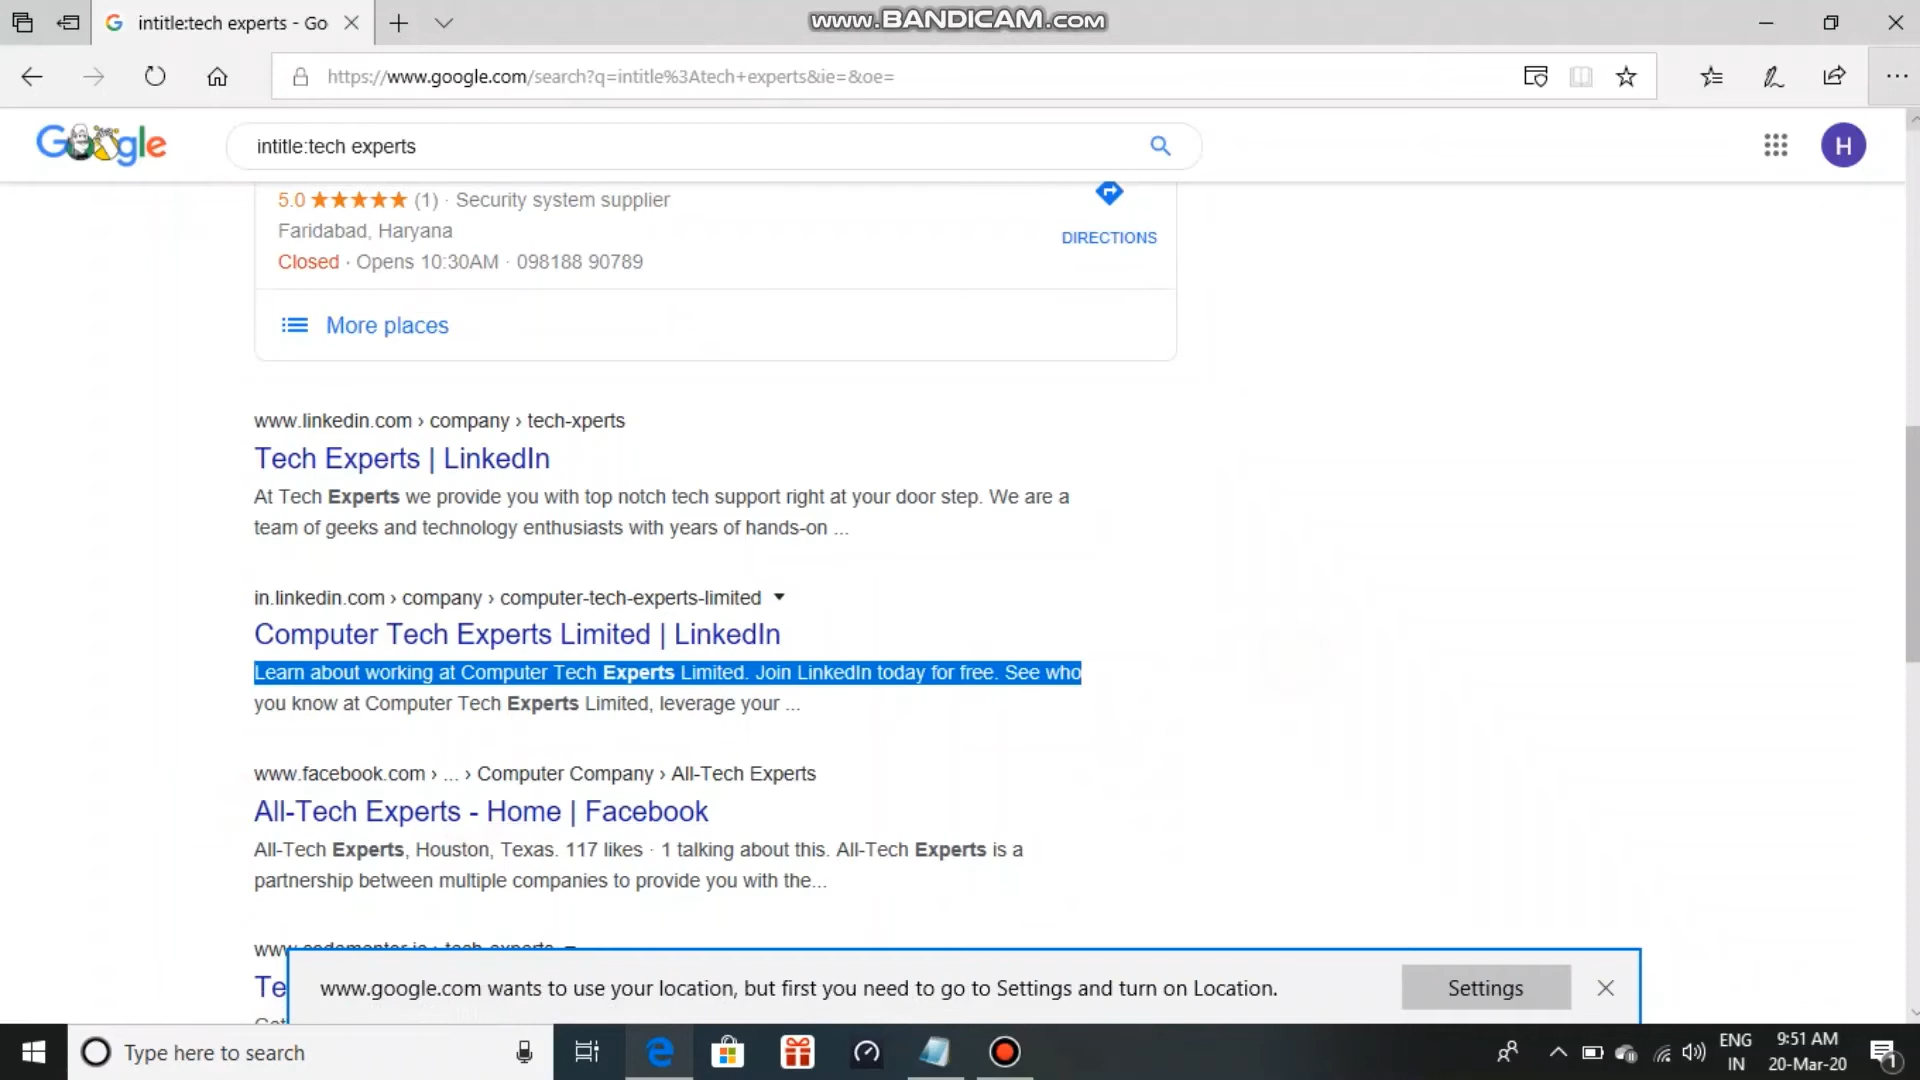 intitle:tech experts - Go
www.BANDICAM.com
https://www.google.com/search?q=intitle%3Atech+experts&ie=&oe=
Google
intitle:tech experts
H
5.0 ★★★★★ (1) · Security system supplier
Faridabad, Haryana
Closed · Opens 10:30AM · 098188 90789
DIRECTIONS
More places
www.linkedin.com › company › tech-xperts
Tech Experts | LinkedIn
At Tech Experts we provide you with top notch tech support right at your door step. We are a
team of geeks and technology enthusiasts with years of hands-on ...
in.linkedin.com › company › computer-tech-experts-limited
Computer Tech Experts Limited | LinkedIn
Learn about working at Computer Tech Experts Limited. Join LinkedIn today for free. See who
you know at Computer Tech Experts Limited, leverage your ...
www.facebook.com › ... › Computer Company › All-Tech Experts
All-Tech Experts - Home | Facebook
All-Tech Experts, Houston, Texas. 117 likes · 1 talking about this. All-Tech Experts is a
partnership between multiple companies to provide you with the...
www.codementor.io › tech-experts
Te
www.google.com wants to use your location, but first you need to go to Settings and turn on Location.
Settings
Type here to search
ENG
IN
9:51 AM
20-Mar-20
1